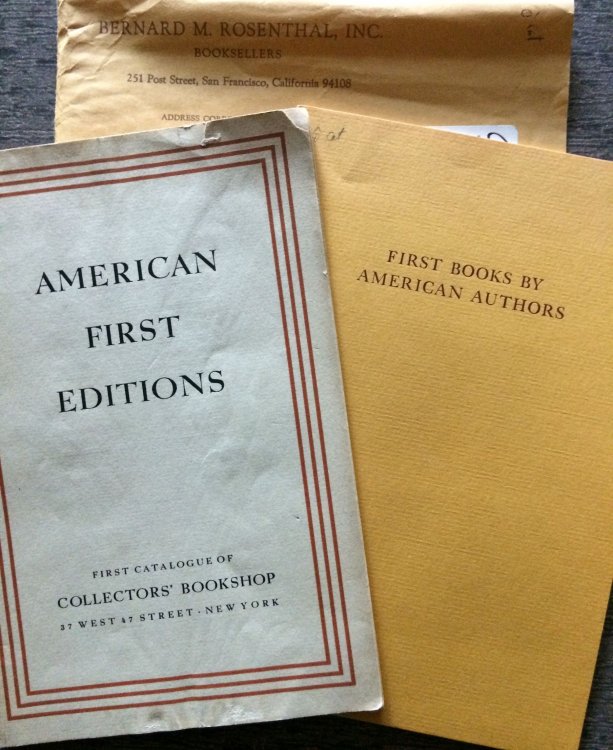 BERNARD M. ROSENTHAL, INC.
BOOKSELLERS
251 Post Street, San Francisco, California 94108
ADDRESS
AMERICAN
FIRST
EDITIONS
FIRST CATALOGUE OF
COLLECTORS' BOOKSHOP
37 WEST 47 STREET · NEW YORK
FIRST BOOKS BY
AMERICAN AUTHORS